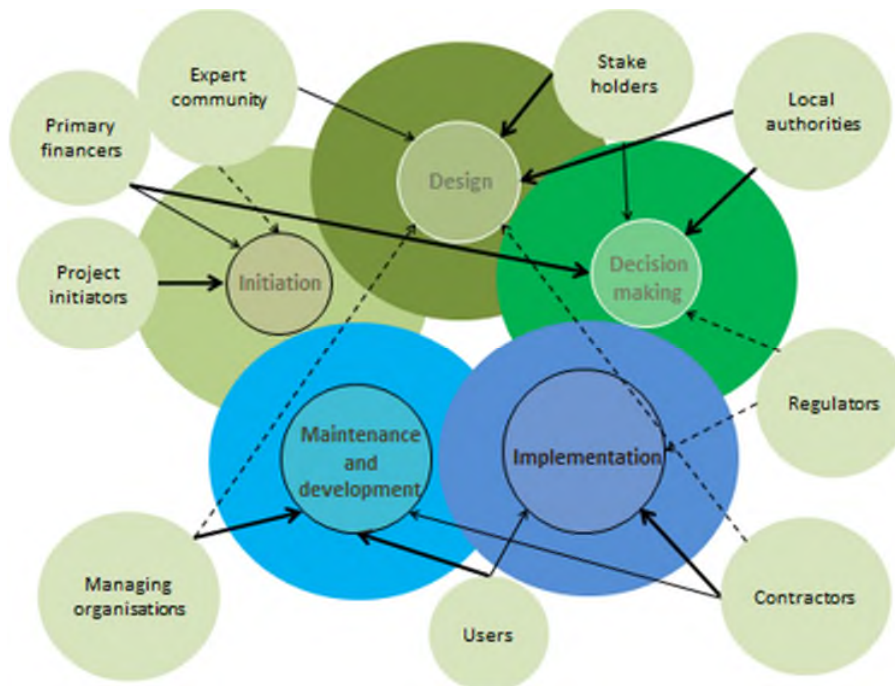 Expert
community
Stake
holders
Primary
financers
Local
authorities
Design
Project
initiators
Initiation
Decision
making
Regulators
Maintenance
and
development
Implementation
Managing
organisations
Users
Contractors